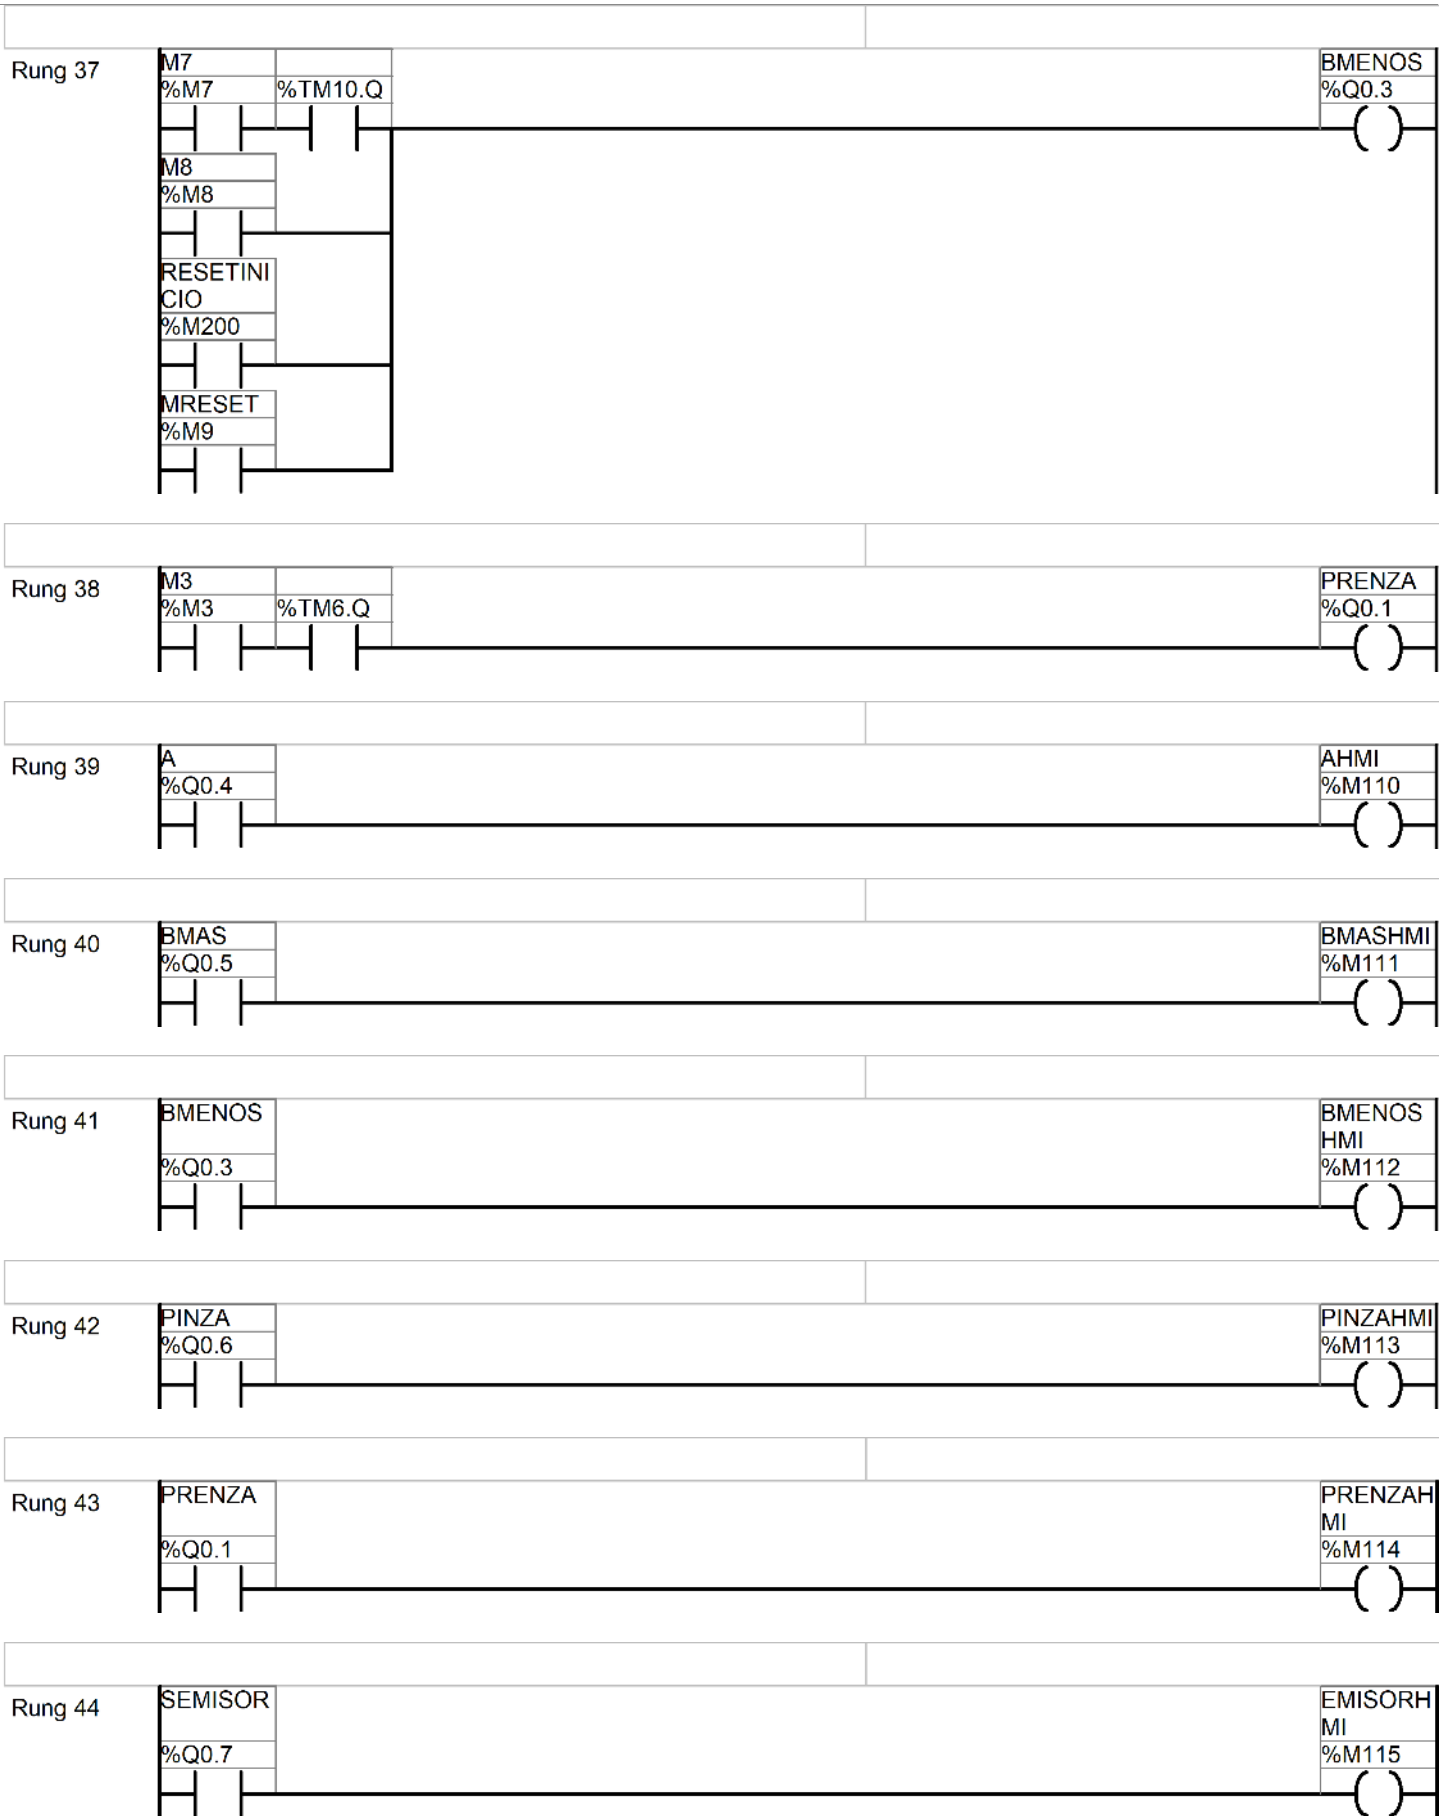 Rung 37
M7
%M7
%TM10.Q
BMENOS
%Q0.3
M8
%M8
RESETINI
CIO
%M200
MRESET
%M9
Rung 38
M3
%M3
%TM6.Q
PRENZA
%Q0.1
Rung 39
A
%Q0.4
AHMI
%M110
Rung 40
BMAS
%Q0.5
BMASHMI
%M111
Rung 41
BMENOS
%Q0.3
BMENOS
HMI
%M112
Rung 42
PINZA
%Q0.6
PINZAHMI
%M113
Rung 43
PRENZA
%Q0.1
PRENZAH
MI
%M114
Rung 44
SEMISOR
%Q0.7
EMISORH
MI
%M115